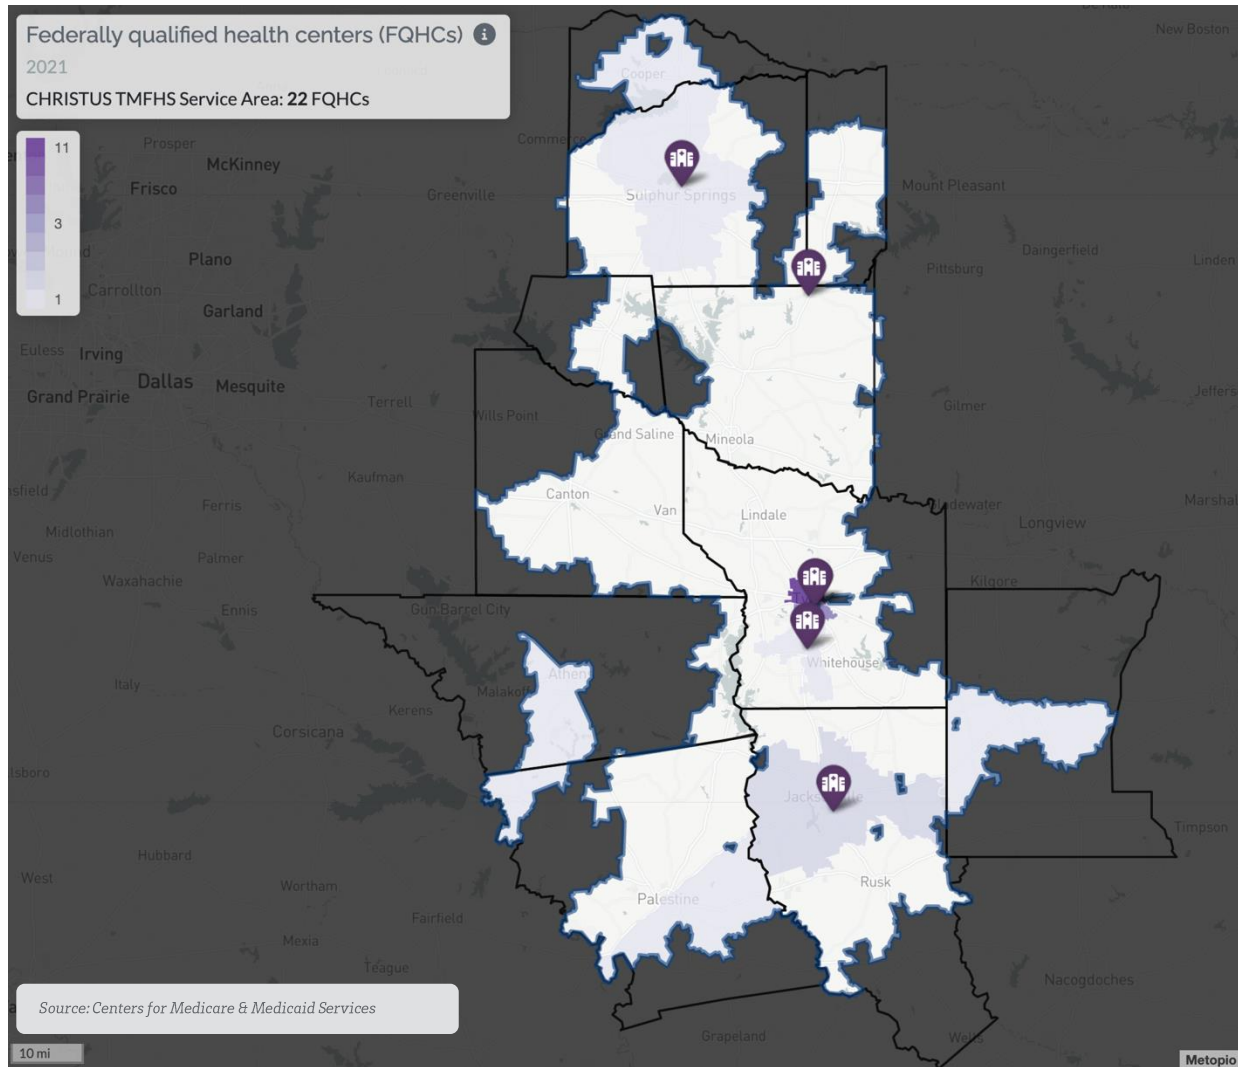 Federally qualified health centers (FQHCs)
2021
CHRISTUS TMFHS Service Area: 22 FQHCs
11
3
1
New Boston
Cooper
Commerce
Prosper
McKinney
Frisco
Greenville
Sulphur Springs
Mount Pleasant
Daingerfield
Linden
Pittsburg
Plano
Carrollton
Garland
Euless
Irving
Dallas
Mesquite
Grand Prairie
Terrell
Wills Point
Grand Saline
Mineola
Gilmer
Kaufman
Canton
Van
Lindale
Ferris
Longview
Midlothian
Venus
Palmer
Waxahachie
Ennis
Gun Barrel City
Kilgore
Whitehouse
Italy
Malakoff
Kerens
Corsicana
Timpson
Hubbard
West
Wortham
Palestine
Rusk
Fairfield
Mexia
Teague
Nacogdoches
Grapeland
Wells
Source: Centers for Medicare & Medicaid Services
10 mi
Metopio